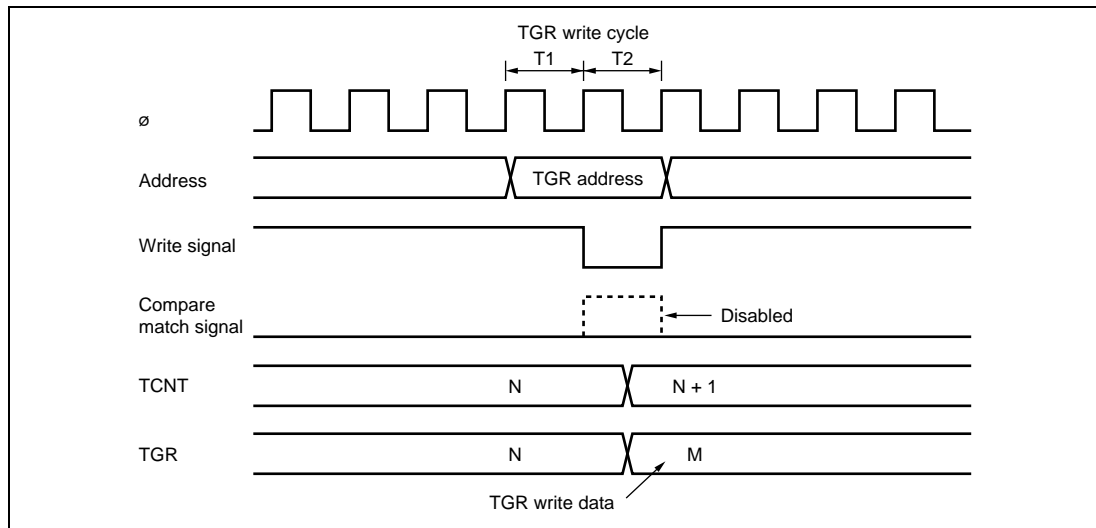 TGR write cycle
T1 T2
ø
Address TGR address
Write signal
Compare
match signal Disabled
TCNT N N + 1
TGR N M
TGR write data